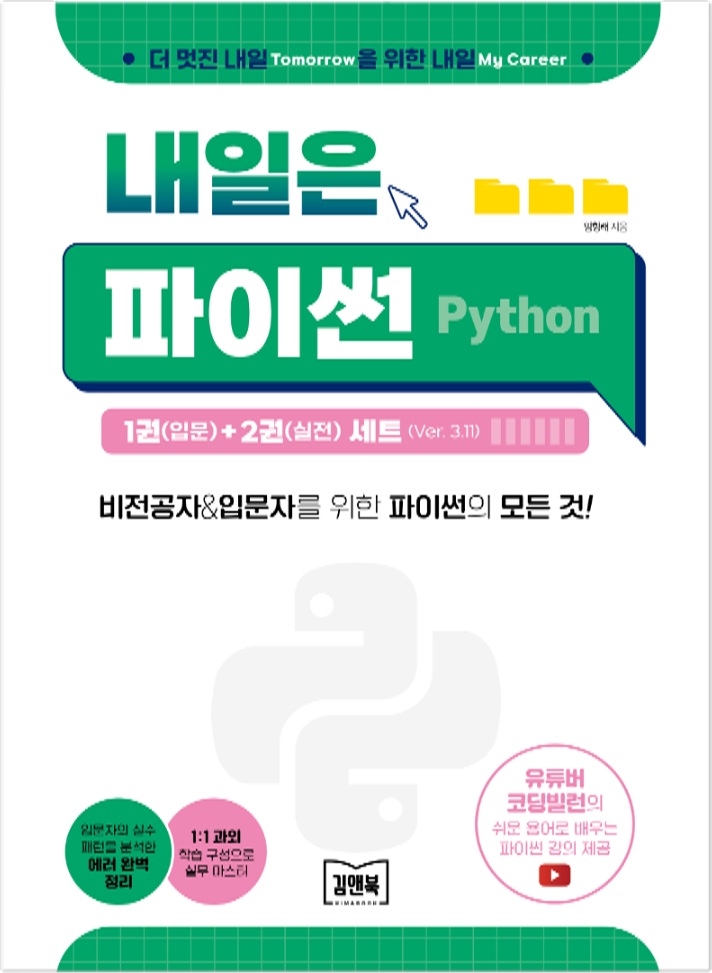 더 멋진 내일Tomorrow을 위한 내일My Career
내일은
지음
파이썬 Python
1권(입문)+2권(실전) 세트 (Ver. 3.11)
비전공자&입문자를 위한 파이썬의 모든 것!
유튜버
코딩빌런의
쉬운 용어로 배우는
파이썬 강의 제공
입문자의 실수
패턴을 분석한
에러 완벽
정리
1:1 과외
학습 구성으로
실무 마스터
김앤북
KIM&BOOK